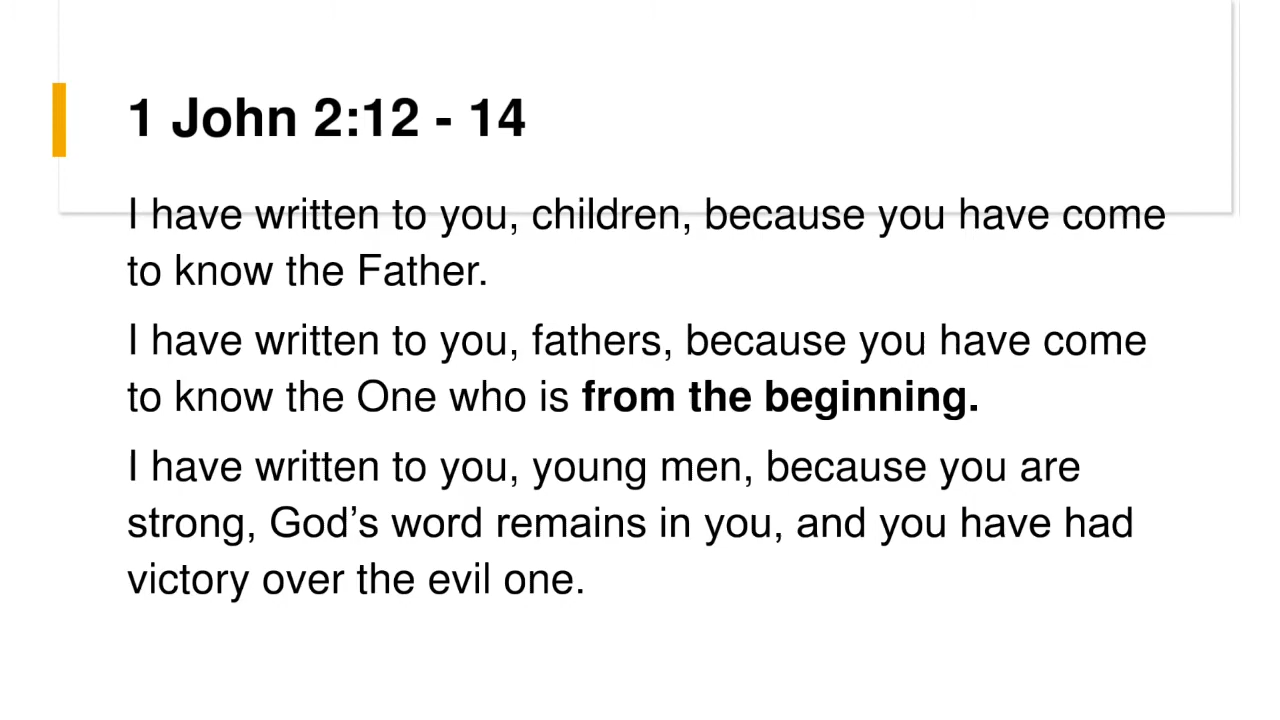 1 John 2:12 - 14
I have written to you, children, because you have come
to know the Father.
I have written to you, fathers, because you have come
to know the One who is from the beginning.
I have written to you, young men, because you are
strong, God’s word remains in you, and you have had
victory over the evil one.